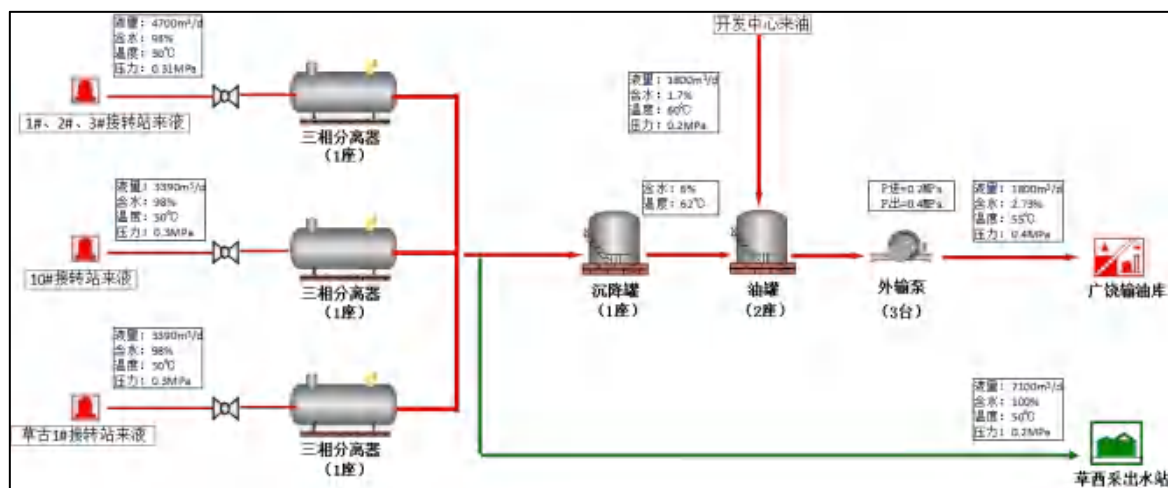 液量：4700m³/d
含水：98%
温度：50℃
压力：0.31MPa
1#、2#、3#接转站来液
三相分离器
（1座）
液量：3390m³/d
含水：98%
温度：50℃
压力：0.3MPa
10#接转站来液
三相分离器
（1座）
液量：3390m³/d
含水：98%
温度：50℃
压力：0.3MPa
草古1#接转站来液
三相分离器
（1座）
开发中心来油
液量：1800m³/d
含水：1.7%
温度：60℃
压力：0.2MPa
含水：6%
温度：62℃
沉降罐
（1座）
油罐
（2座）
P进=0.2MPa
P出=0.4MPa
外输泵
（3台）
液量：1800m³/d
含水：2.73%
温度：55℃
压力：0.4MPa
广饶输油库
液量：7100m³/d
含水：100%
温度：50℃
压力：0.2MPa
草西采出水站